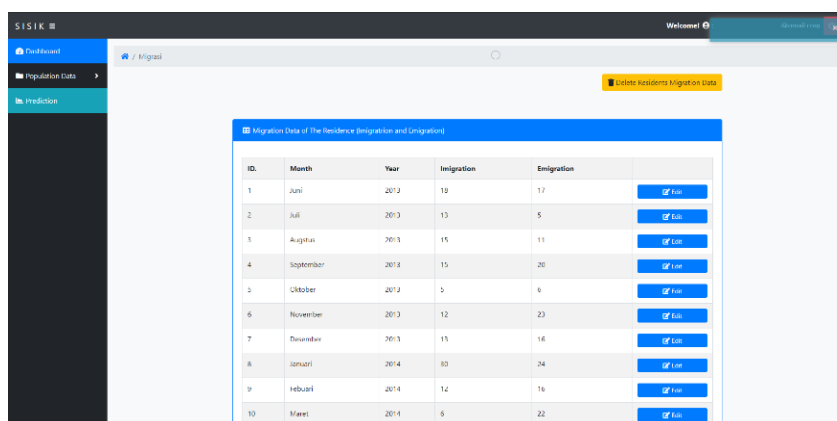 SISIK
Welcome!
Dashboard
/ Migrasi
Population Data
Delete Residents Migration Data
Prediction
Migration Data of The Residence (Imigratrion and Emigration)
ID. Month Year Imigration Emigration
1 Juni 2013 18 17 Edit
2 Juli 2013 13 5 Edit
3 Augstus 2013 15 11 Edit
4 September 2013 15 20 Edit
5 Oktober 2013 5 6 Edit
6 November 2013 12 23 Edit
7 Desember 2013 13 16 Edit
8 Januari 2014 30 24 Edit
9 Febuari 2014 12 16 Edit
10 Maret 2014 6 22 Edit